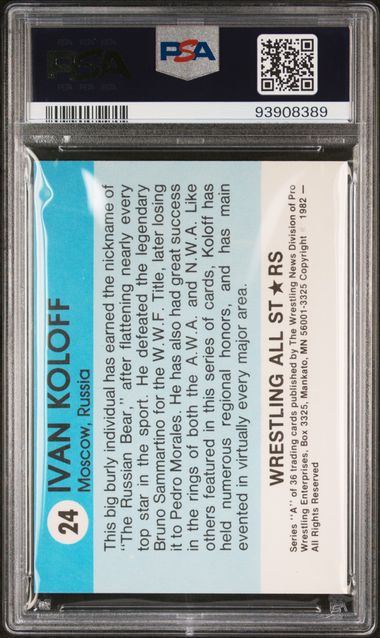 PSA
PSA
93908389
24 IVAN KOLOFF
Moscow, Russia
This big burly individual has earned the nickname of
"The Russian Bear," after flattening nearly every
top star in the sport. He defeated the legendary
Bruno Sammartino for the W.W.F. Title, later losing
it to Pedro Morales. He has also had great success
in the rings of both the A.W.A. and N.W.A. Like
others featured in this series of cards, Koloff has
held numerous regional honors, and has main
evented in virtually every major area.
WRESTLING ALL ST★RS
Series "A" of 36 trading cards published by The Wrestling News Division of Pro
Wrestling Enterprises, Box 3325, Mankato, MN 56001-3325 Copyright 1982 —
All Rights Reserved